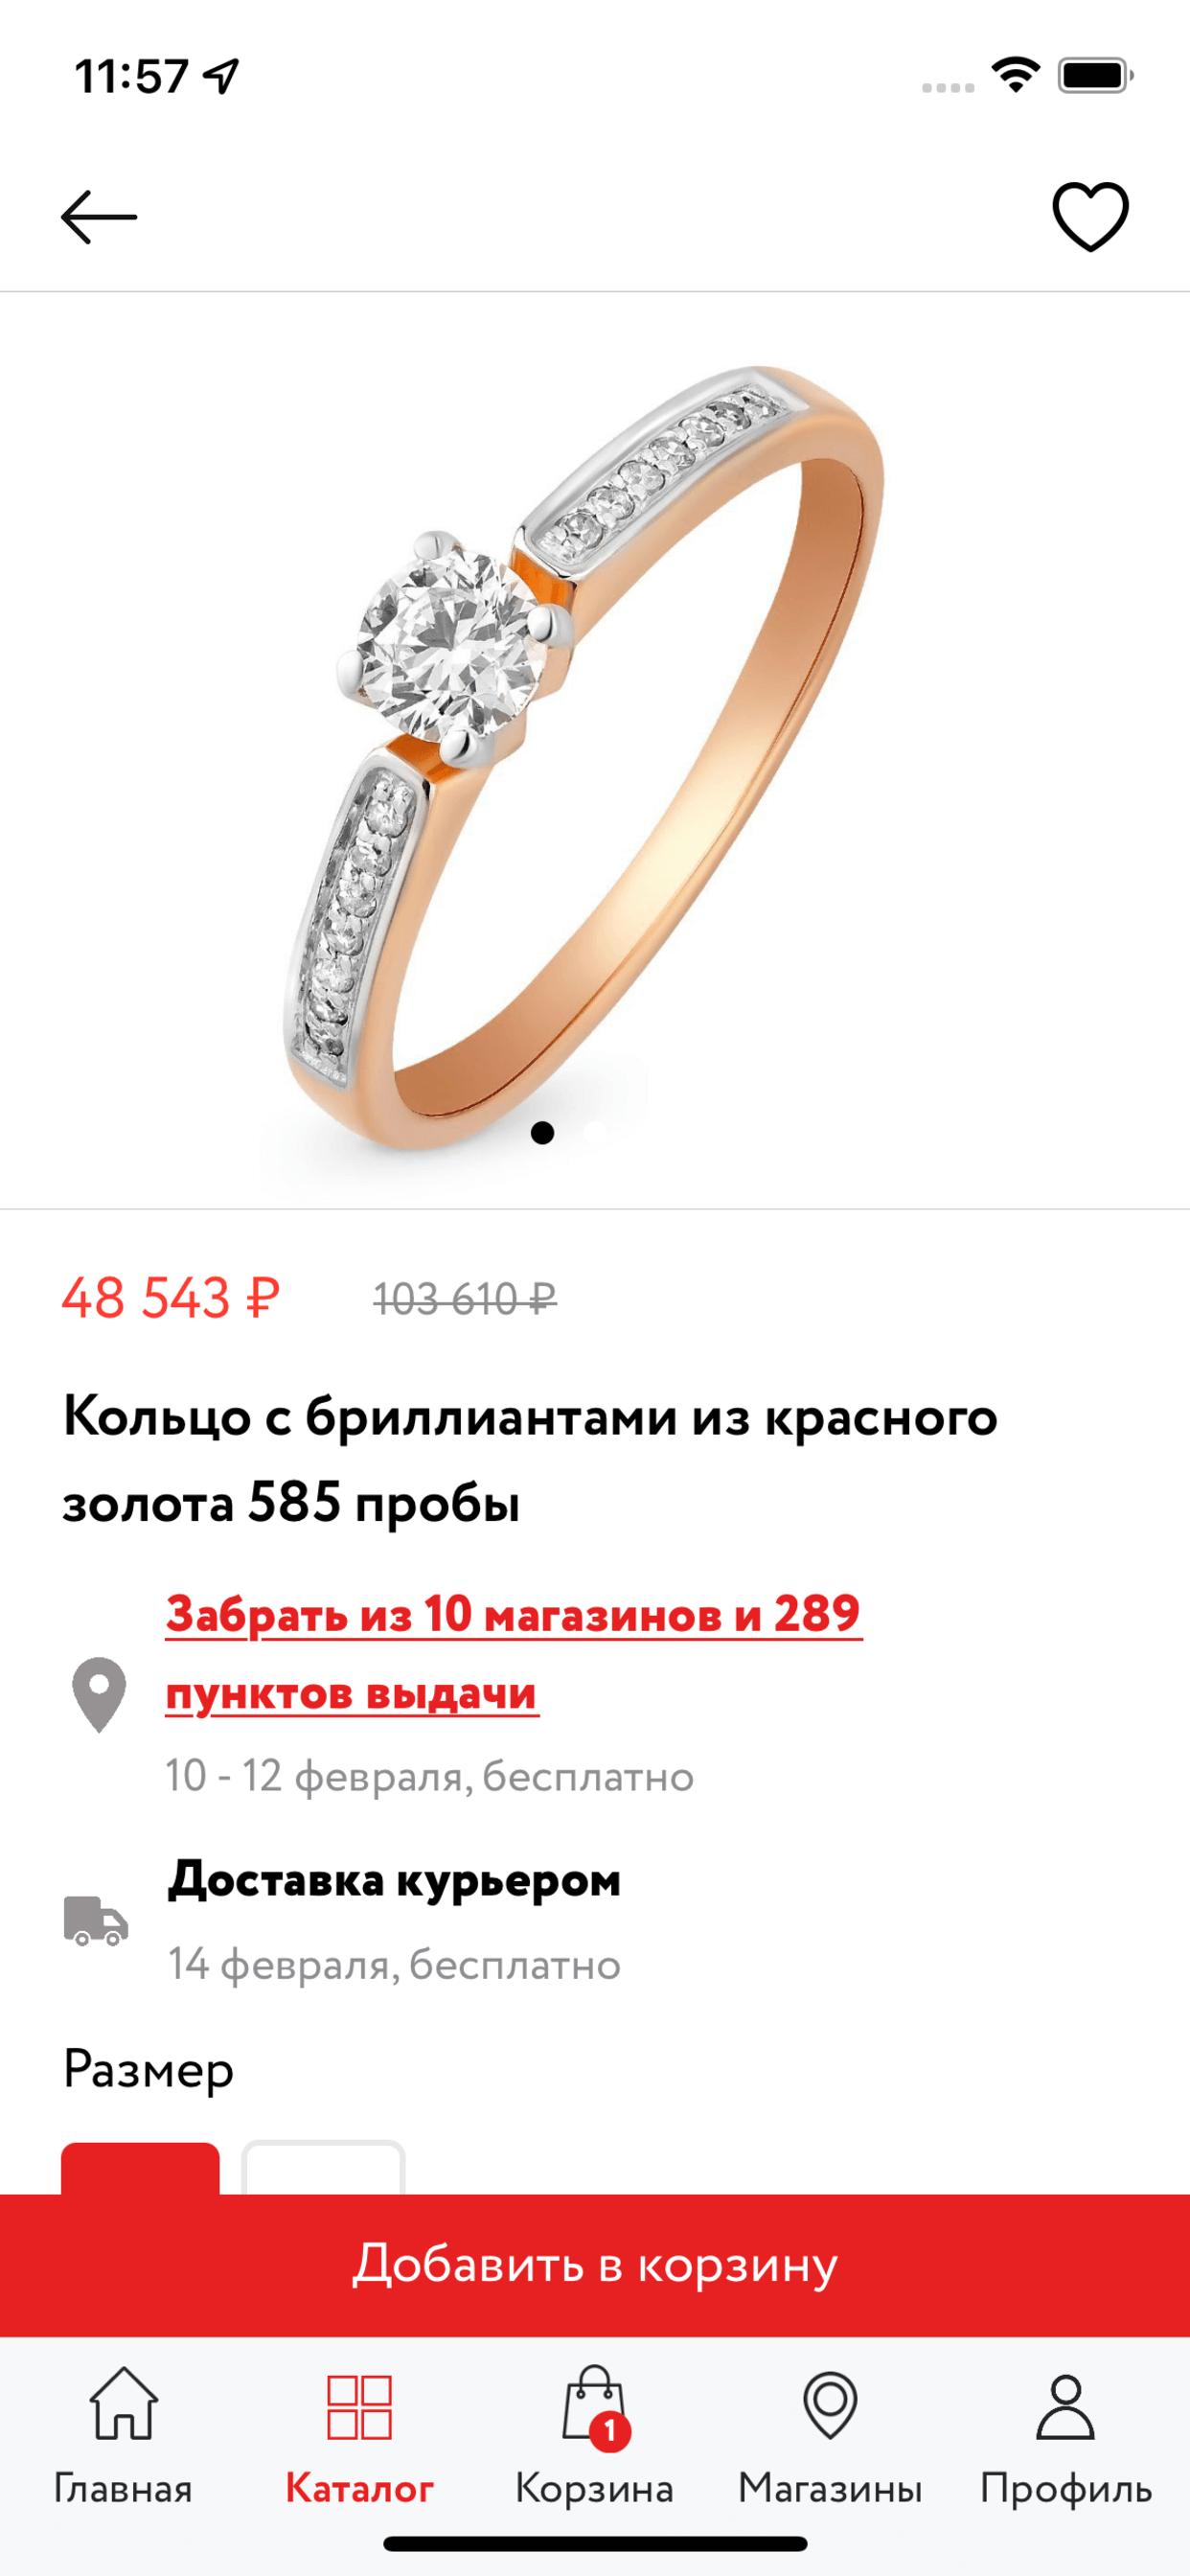 11:57
48 543 ₽ 103 610 ₽
Кольцо с бриллиантами из красного
золота 585 пробы
Забрать из 10 магазинов и 289
пунктов выдачи
10 - 12 февраля, бесплатно
Доставка курьером
14 февраля, бесплатно
Размер
Добавить в корзину
1
Главная Каталог Корзина Магазины Профиль